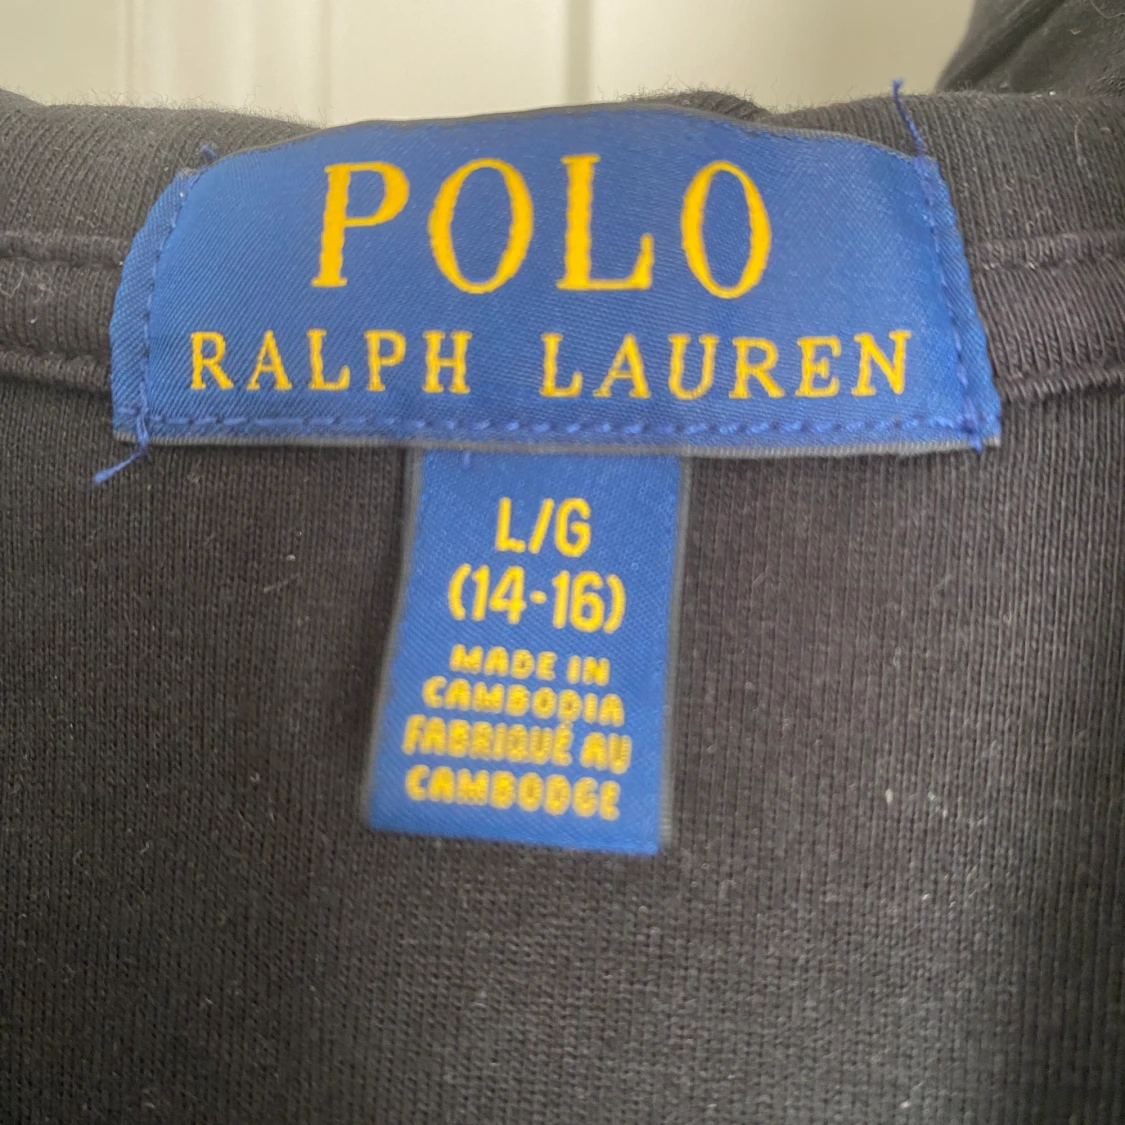 POLO
RALPH LAUREN
L/G
(14-16)
MADE IN
CAMBODIA
FABRIQUÉ AU
CAMBODGE